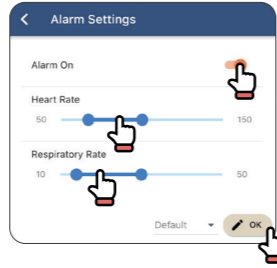 Alarm Settings
Alarm On
Heart Rate
50 150
Respiratory Rate
10 50
Default OK